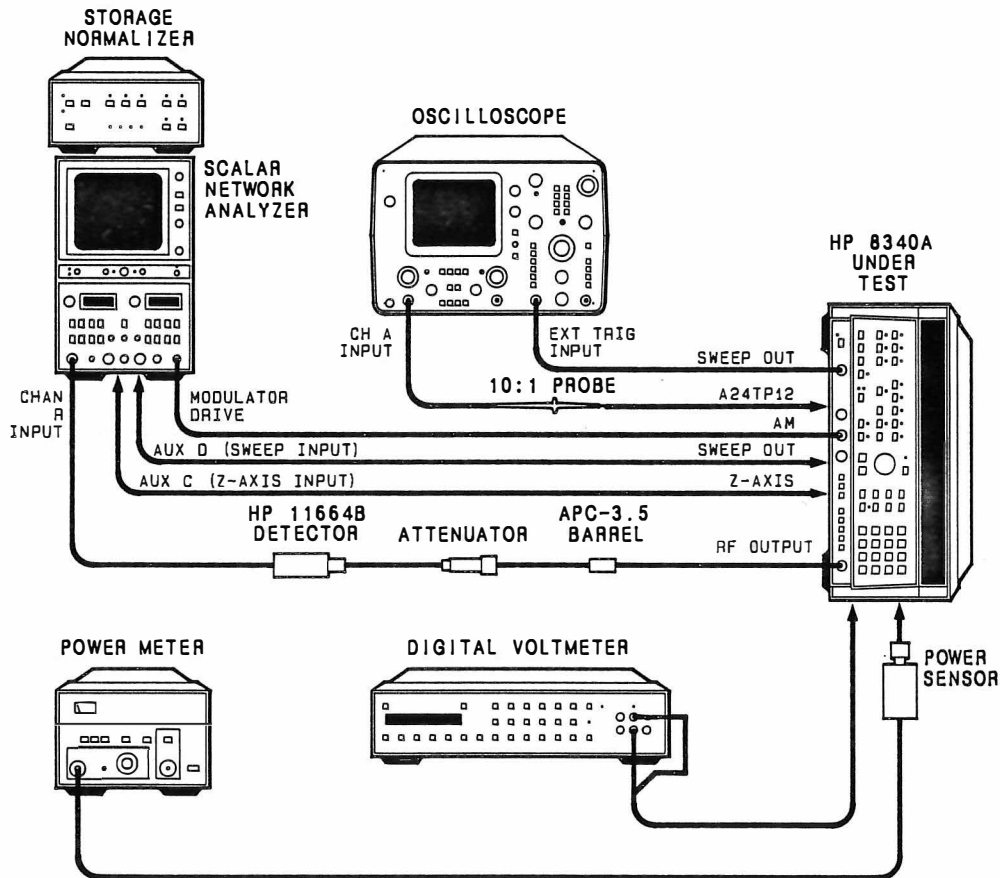 STORAGE
NORMALIZER
OSCILLOSCOPE
SCALAR
NETWORK
ANALYZER
HP 8340A
UNDER
TEST
CH A
INPUT
EXT TRIG
INPUT
SWEEP OUT
10:1 PROBE
A24TP12
CHAN
R
INPUT
MODULATOR
DRIVE
AM
AUX D (SWEEP INPUT)
SWEEP OUT
AUX C (Z-AXIS INPUT)
Z-AXIS
HP 11664B
DETECTOR
ATTENUATOR
APC-3.5
BARREL
RF OUTPUT
POWER METER
DIGITAL VOLTMETER
POWER
SENSOR